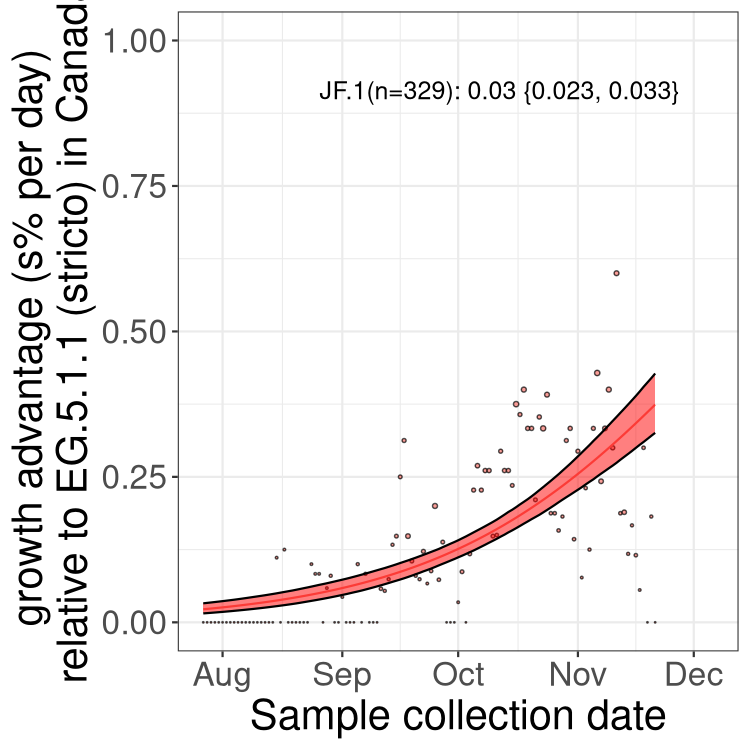 growth advantage (s% per day)
relative to EG.5.1.1 (stricto) in Canada
1.00
0.75
0.50
0.25
0.00
JF.1(n=329): 0.03 {0.023, 0.033}
Aug Sep Oct Nov Dec
Sample collection date